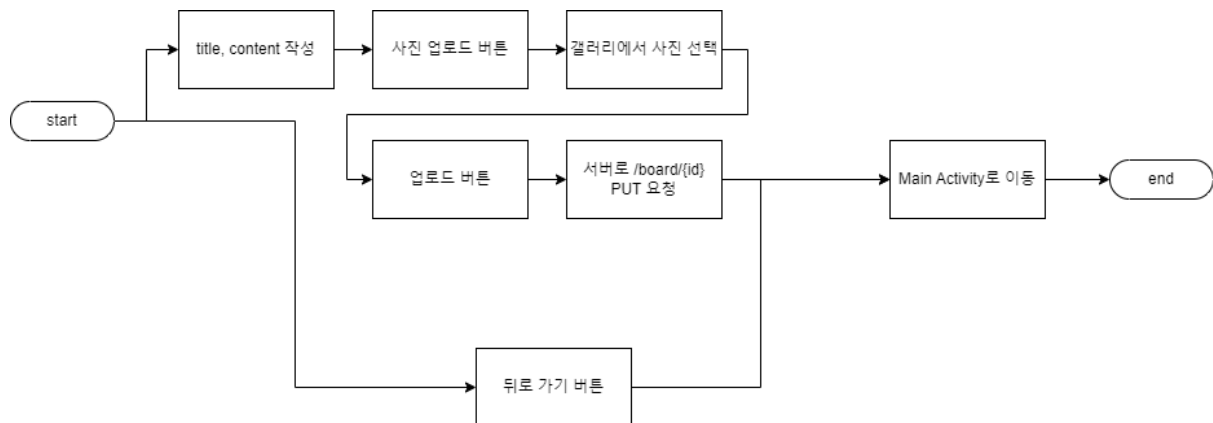 title, content 작성
사진 업로드 버튼
갤러리에서 사진 선택
start
업로드 버튼
서버로 /board/{id}
PUT 요청
Main Activity로 이동
end
뒤로 가기 버튼